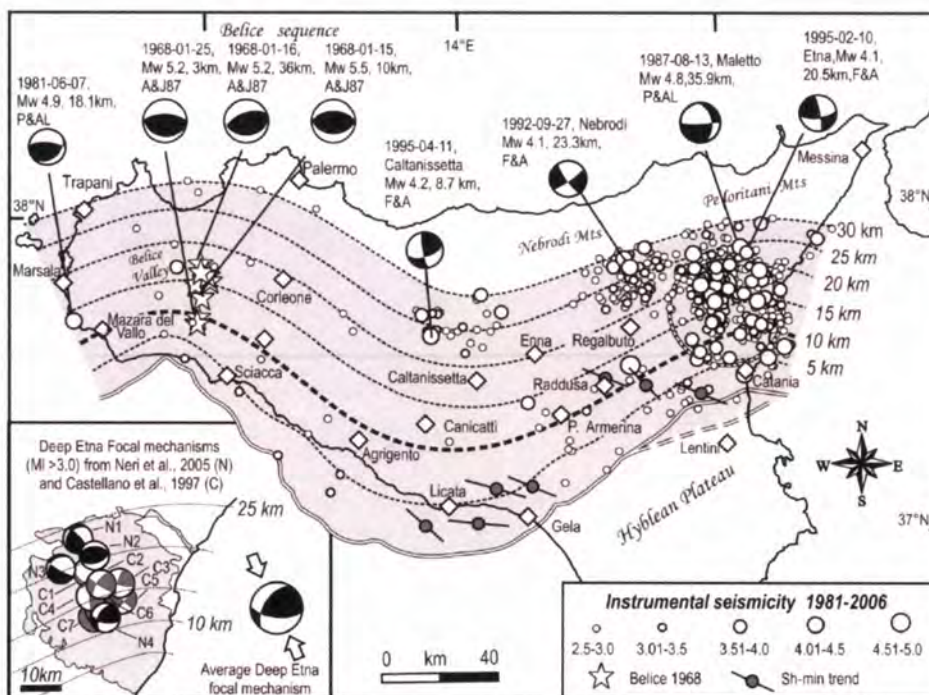 Belice sequence
14°E
1968-01-25,
Mw 5.2, 3km,
A&J87
1968-01-16,
Mw 5.2, 36km,
A&J87
1968-01-15,
Mw 5.5, 10km,
A&J87
1981-06-07,
Mw 4.9, 18.1km,
P&AL
1995-04-11,
Caltanissetta
Mw 4.2, 8.7 km,
F&A
1992-09-27, Nebrodi
Mw 4.1, 23.3km,
F&A
1987-08-13, Maletto
Mw 4.8,35.9km,
P&AL
1995-02-10,
Etna,Mw 4.1,
20.5km,F&A
Messina
Palermo
Trapani
38°N
38°N
Peloritani Mts
Nebrodi Mts
30 km
25 km
20 km
15 km
10 km
5 km
Marsala
Belice
Valley
Corleone
Mazara del
Vallo
Enna
Regalbuto
Sciacca
Caltanissetta
Raddusa
Catania
Canicatti
P. Armerina
Agrigento
Lentini
Licata
Gela
Hyblean Plateau
37°N
N
W
E
S
Deep Etna Focal mechanisms
(Ml >3.0) from Neri et al., 2005 (N)
and Castellano et al., 1997 (C)
25 km
N1
N2
C2
C3
N3
C5
C1
C4
C6
C7
N4
10 km
10km
Average Deep Etna
focal mechanism
0 km 40
Instrumental seismicity 1981-2006
2.5-3.0
3.01-3.5
3.51-4.0
4.01-4.5
4.51-5.0
Belice 1968
Sh-min trend